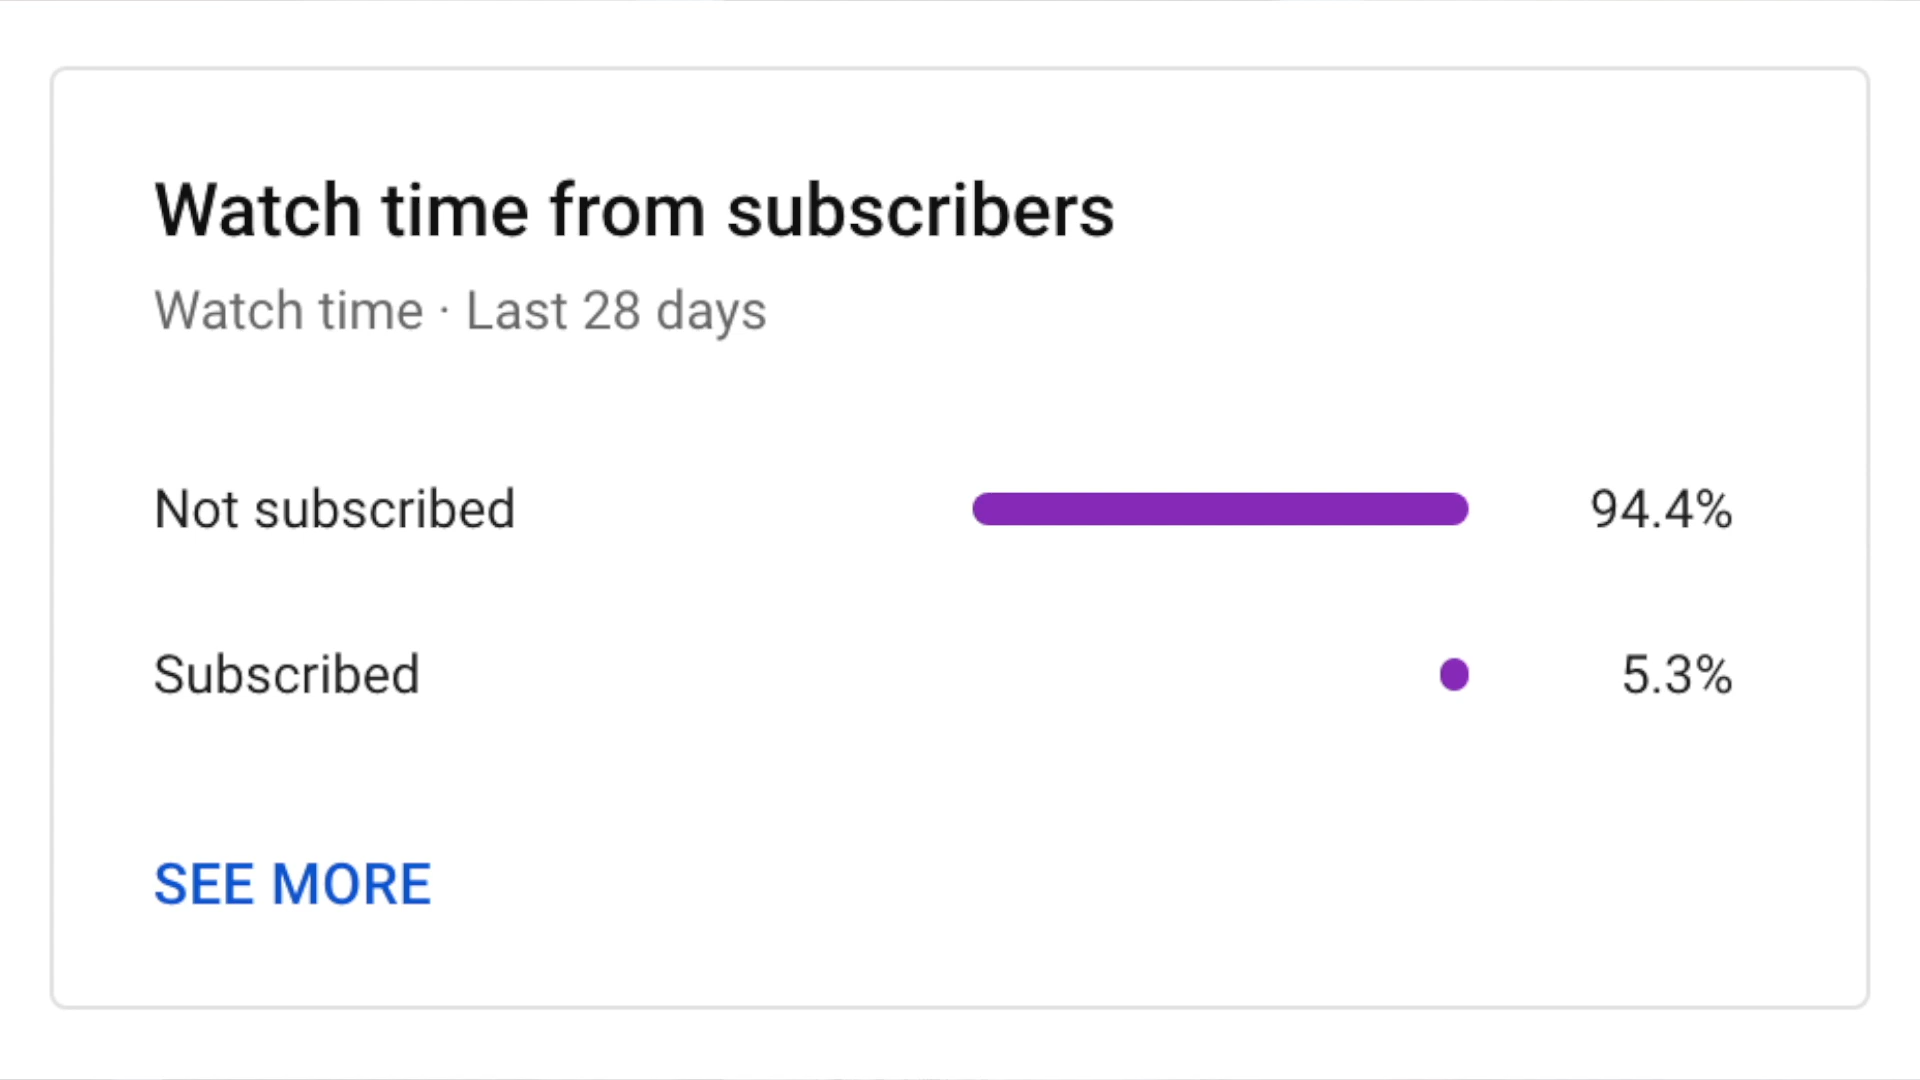 Watch time from subscribers
Watch time · Last 28 days
Not subscribed 94.4%
Subscribed 5.3%
SEE MORE